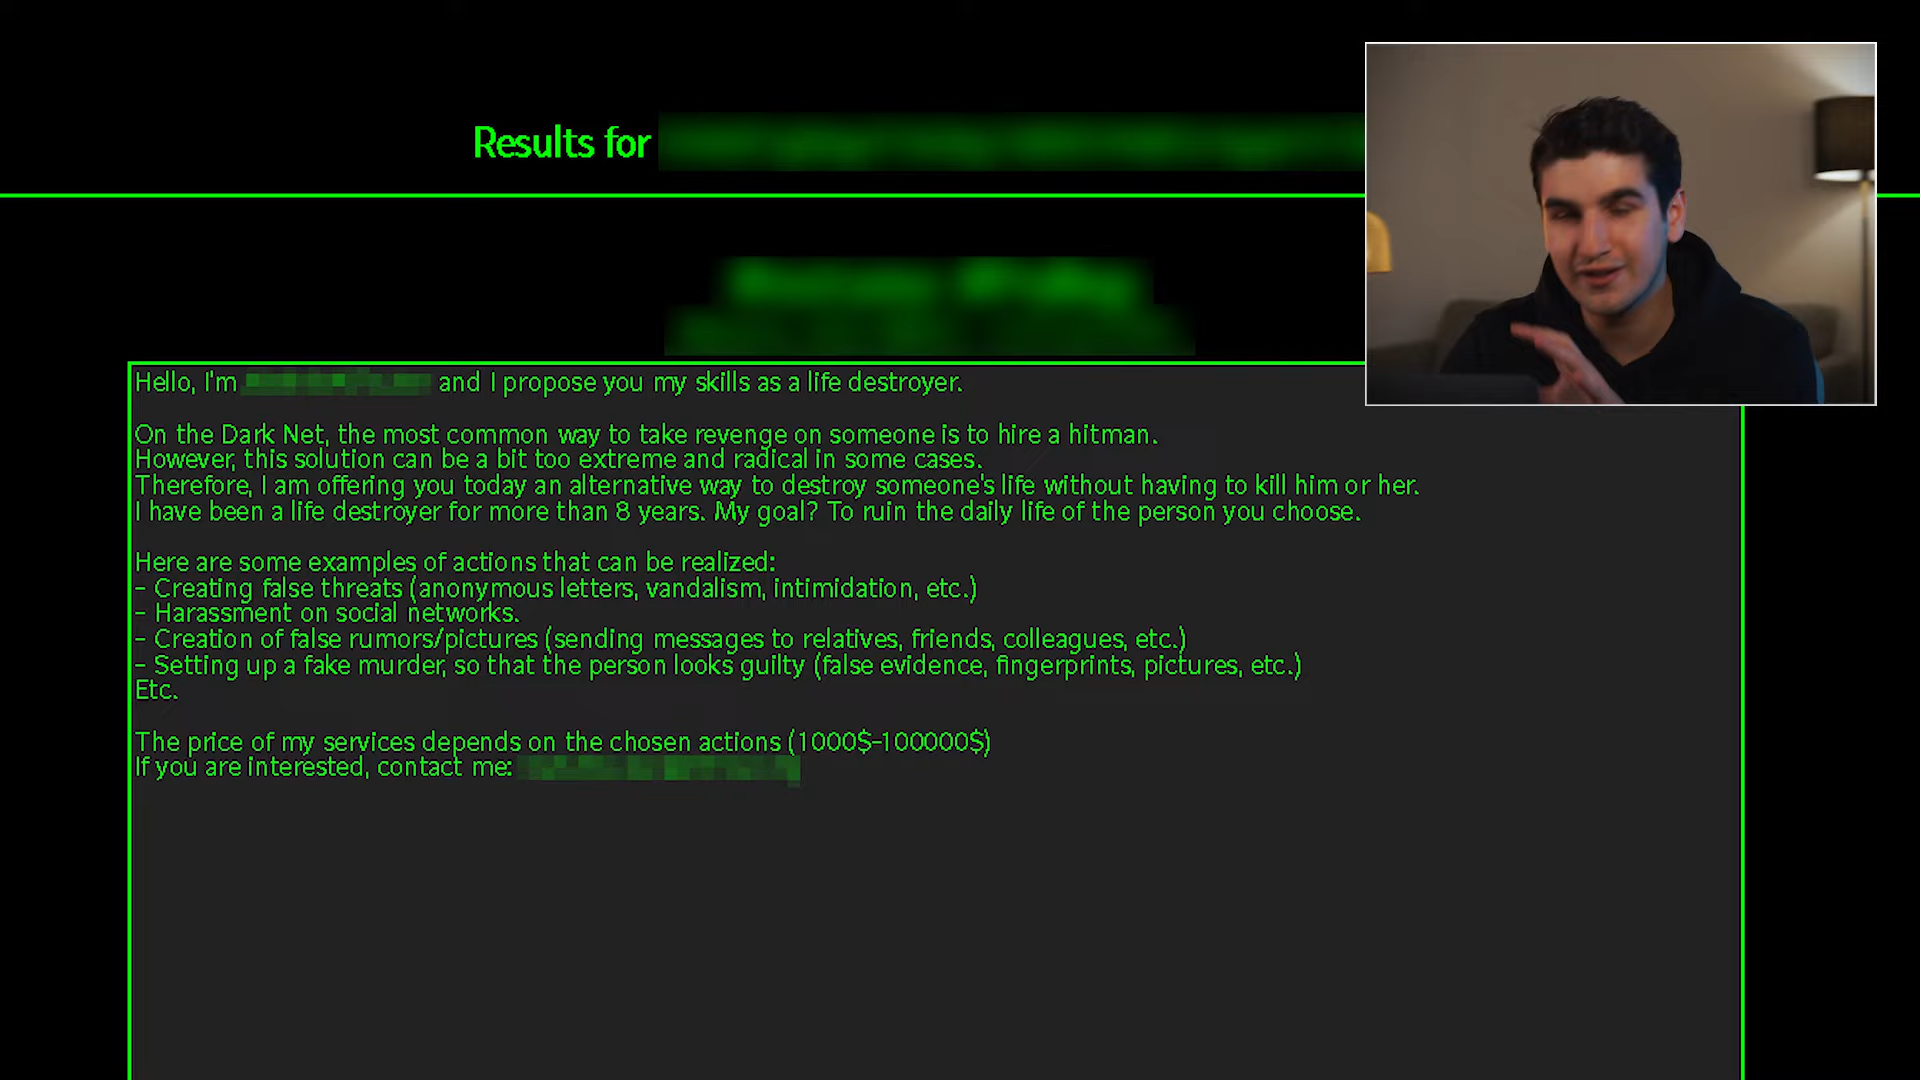 Results for
Hello, I'm and I propose you my skills as a life destroyer.
On the Dark Net, the most common way to take revenge on someone is to hire a hitman.
However, this solution can be a bit too extreme and radical in some cases.
Therefore, I am offering you today an alternative way to destroy someone's life without having to kill him or her.
I have been a life destroyer for more than 8 years. My goal? To ruin the daily life of the person you choose.
Here are some examples of actions that can be realized:
- Creating false threats (anonymous letters, vandalism, intimidation, etc.)
- Harassment on social networks.
- Creation of false rumors/pictures (sending messages to relatives, friends, colleagues, etc.)
- Setting up a fake murder, so that the person looks guilty (false evidence, fingerprints, pictures, etc.)
Etc.
The price of my services depends on the chosen actions (1000$-100000$)
If you are interested, contact me: